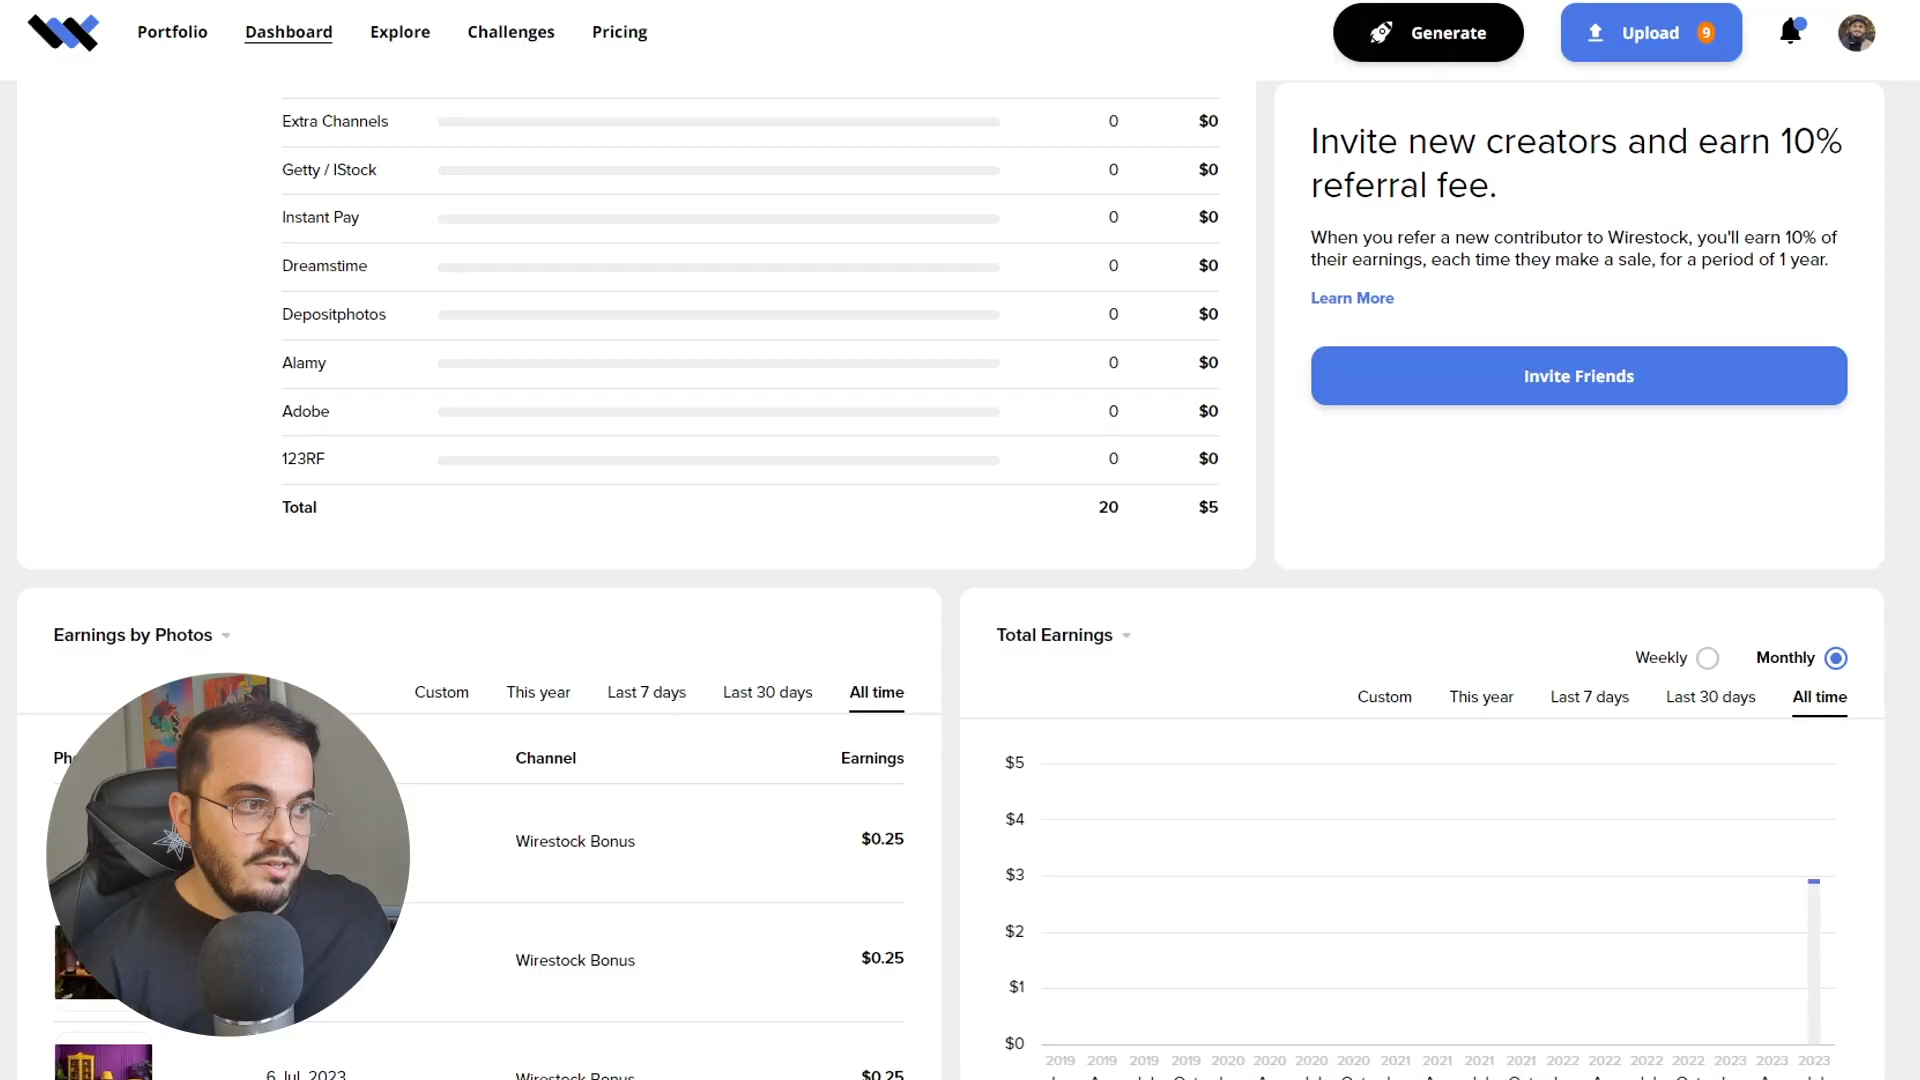 Portfolio Dashboard Explore Challenges Pricing Generate Upload 9
Extra Channels 0 $0
Getty / IStock 0 $0
Instant Pay 0 $0
Dreamstime 0 $0
Depositphotos 0 $0
Alamy 0 $0
Adobe 0 $0
123RF 0 $0
Total 20 $5
Invite new creators and earn 10%
referral fee.
When you refer a new contributor to Wirestock, you'll earn 10% of
their earnings, each time they make a sale, for a period of 1 year.
Learn More
Invite Friends
Earnings by Photos
Custom This year Last 7 days Last 30 days All time
Channel Earnings
Wirestock Bonus $0.25
Wirestock Bonus $0.25
6 Jul, 2023 Wirestock Bonus $0.25
Total Earnings
Weekly Monthly
Custom This year Last 7 days Last 30 days All time
$5
$4
$3
$2
$1
$0
2019 2019 2019 2019 2020 2020 2020 2020 2021 2021 2021 2021 2022 2022 2022 2022 2023 2023 2023